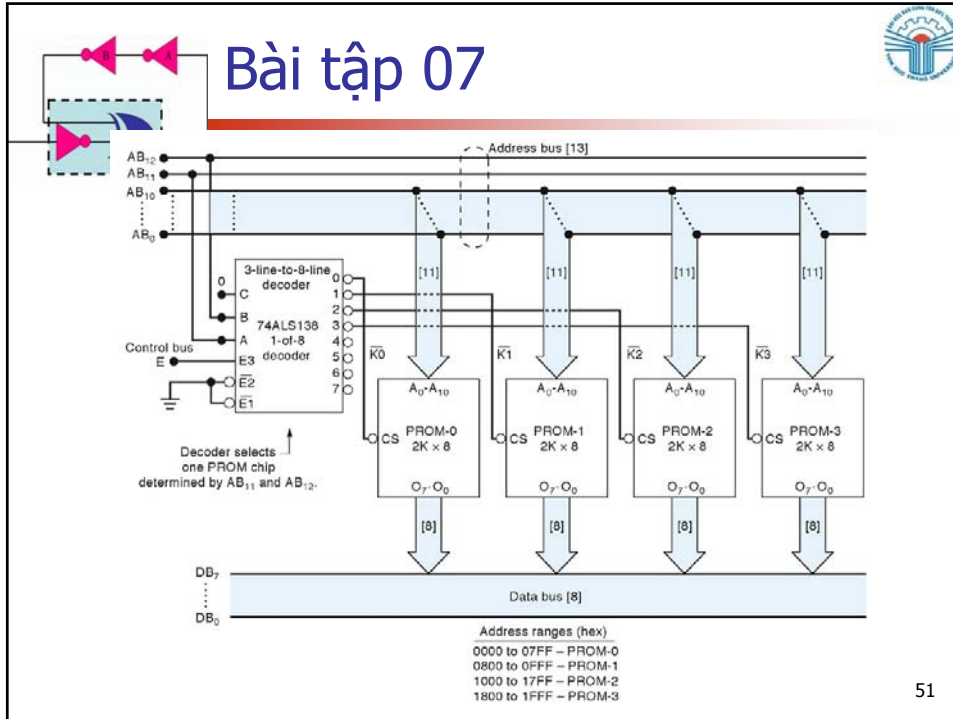 Bài tập 07
B A
Address bus [13]
AB₁₂
AB₁₁
AB₁₀
AB₀
[11] [11] [11] [11]
3-line-to-8-line
decoder
74ALS138
1-of-8
decoder
0
C
B
A
Control bus
E
E3
E̅2̅
E̅1̅
0
1
2
3
4
5
6
7
K̅0̅ K̅1̅ K̅2̅ K̅3̅
A₀-A₁₀ A₀-A₁₀ A₀-A₁₀ A₀-A₁₀
CS PROM-0 CS PROM-1 CS PROM-2 CS PROM-3
2K × 8 2K × 8 2K × 8 2K × 8
O₇-O₀ O₇-O₀ O₇-O₀ O₇-O₀
Decoder selects
one PROM chip
determined by AB₁₁ and AB₁₂.
[8] [8] [8] [8]
DB₇
Data bus [8]
DB₀
Address ranges (hex)
0000 to 07FF – PROM-0
0800 to 0FFF – PROM-1
1000 to 17FF – PROM-2
1800 to 1FFF – PROM-3
51